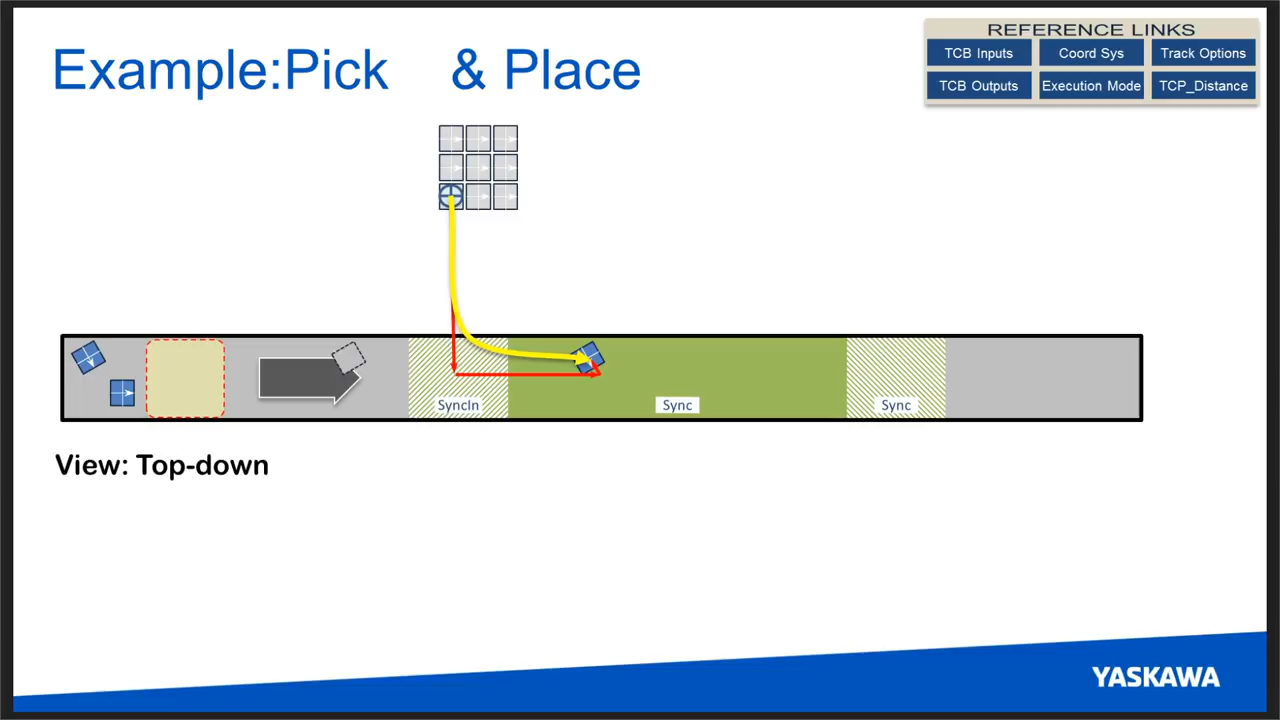 REFERENCE LINKS
TCB Inputs
Coord Sys
Track Options
TCB Outputs
Execution Mode
TCP_Distance
Example:Pick & Place
SyncIn
Sync
Sync
View: Top-down
YASKAWA